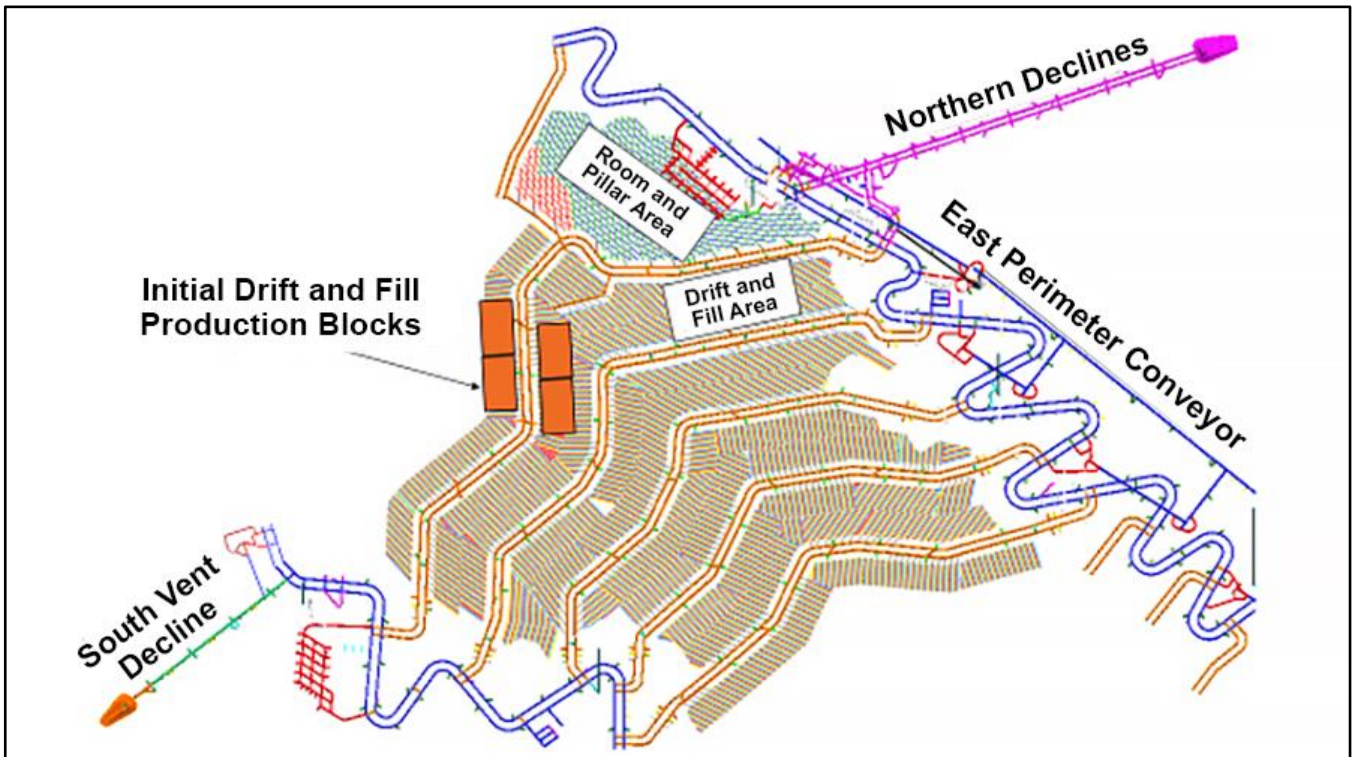 Northern Declines
Room and
Pillar Area
East Perimeter Conveyor
Initial Drift and Fill
Production Blocks
Drift and
Fill Area
South Vent
Decline